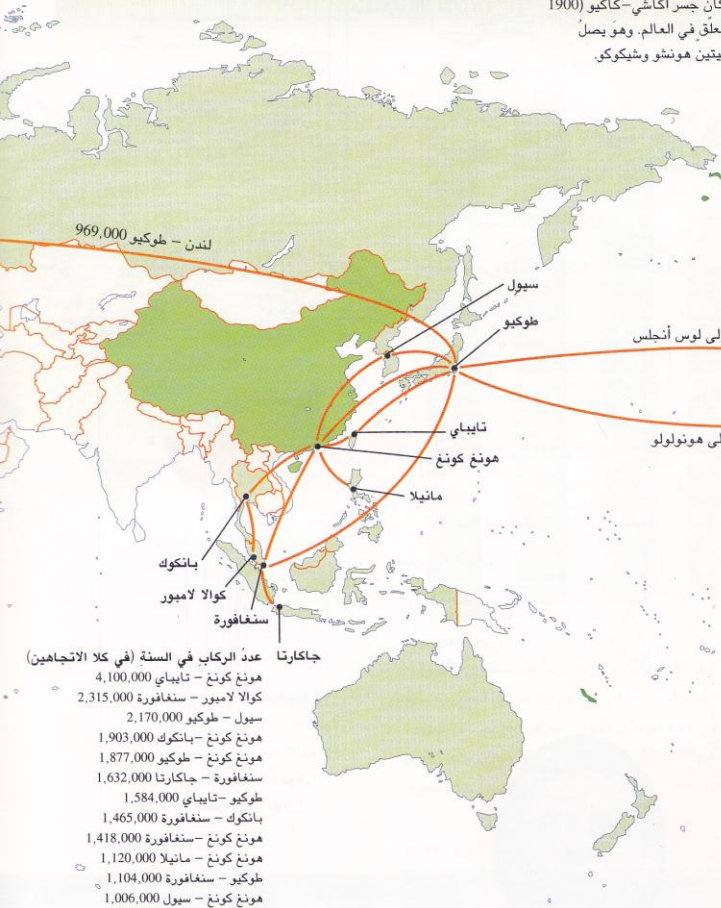 كان جسر أكاشي–كاكيو (1900
في العالم. وهو يصلُ
هونشو وشيكوكو.
لندن – طوكيو 969,000
سيول
طوكيو
لوس أنجلس
هونولولو
تايباي
هونغ كونغ
مانيلا
بانكوك
كوالا لامبور
سنغافورة
جاكارتا
عددُ الركابِ في السنة (في كلا الاتجاهين)
هونغ كونغ – تايباي 4,100,000
كوالا لامبور – سنغافورة 2,315,000
سيول – طوكيو 2,170,000
هونغ كونغ –بانكوك 1,903,000
هونغ كونغ – طوكيو 1,877,000
سنغافورة – جاكارتا 1,632,000
طوكيو –تايباي 1,584,000
بانكوك – سنغافورة 1,465,000
هونغ كونغ –سنغافورة 1,418,000
هونغ كونغ – مانيلا 1,120,000
طوكيو – سنغافورة 1,104,000
هونغ كونغ – سيول 1,006,000